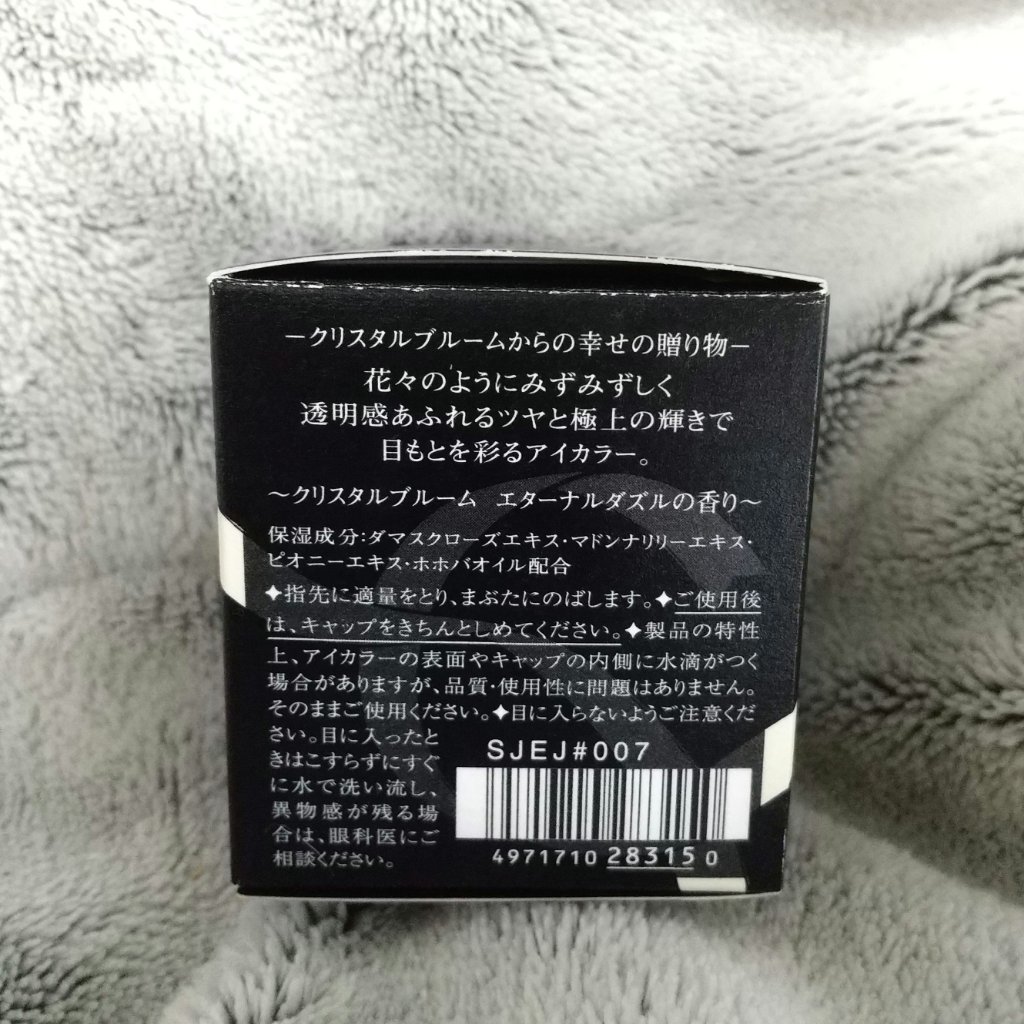 −クリスタルブルームからの幸せの贈り物−
花々のようにみずみずしく
透明感あふれるツヤと極上の輝きで
目もとを彩るアイカラー。
～クリスタルブルーム　エターナルダズルの香り～
保湿成分:ダマスクローズエキス・マドンナリリーエキス・
ピオニーエキス・ホホバオイル配合
✦指先に適量をとり、まぶたにのばします。✦ご使用後
は、キャップをきちんとしめてください。✦製品の特性
上、アイカラーの表面やキャップの内側に水滴がつく
場合がありますが、品質・使用性に問題はありません。
そのままご使用ください。✦目に入らないようご注意くだ
さい。目に入ったと
きはこすらずにすぐ
に水で洗い流し、
異物感が残る場
合は、眼科医にご
相談ください。
SJEJ#007
4971710 283150